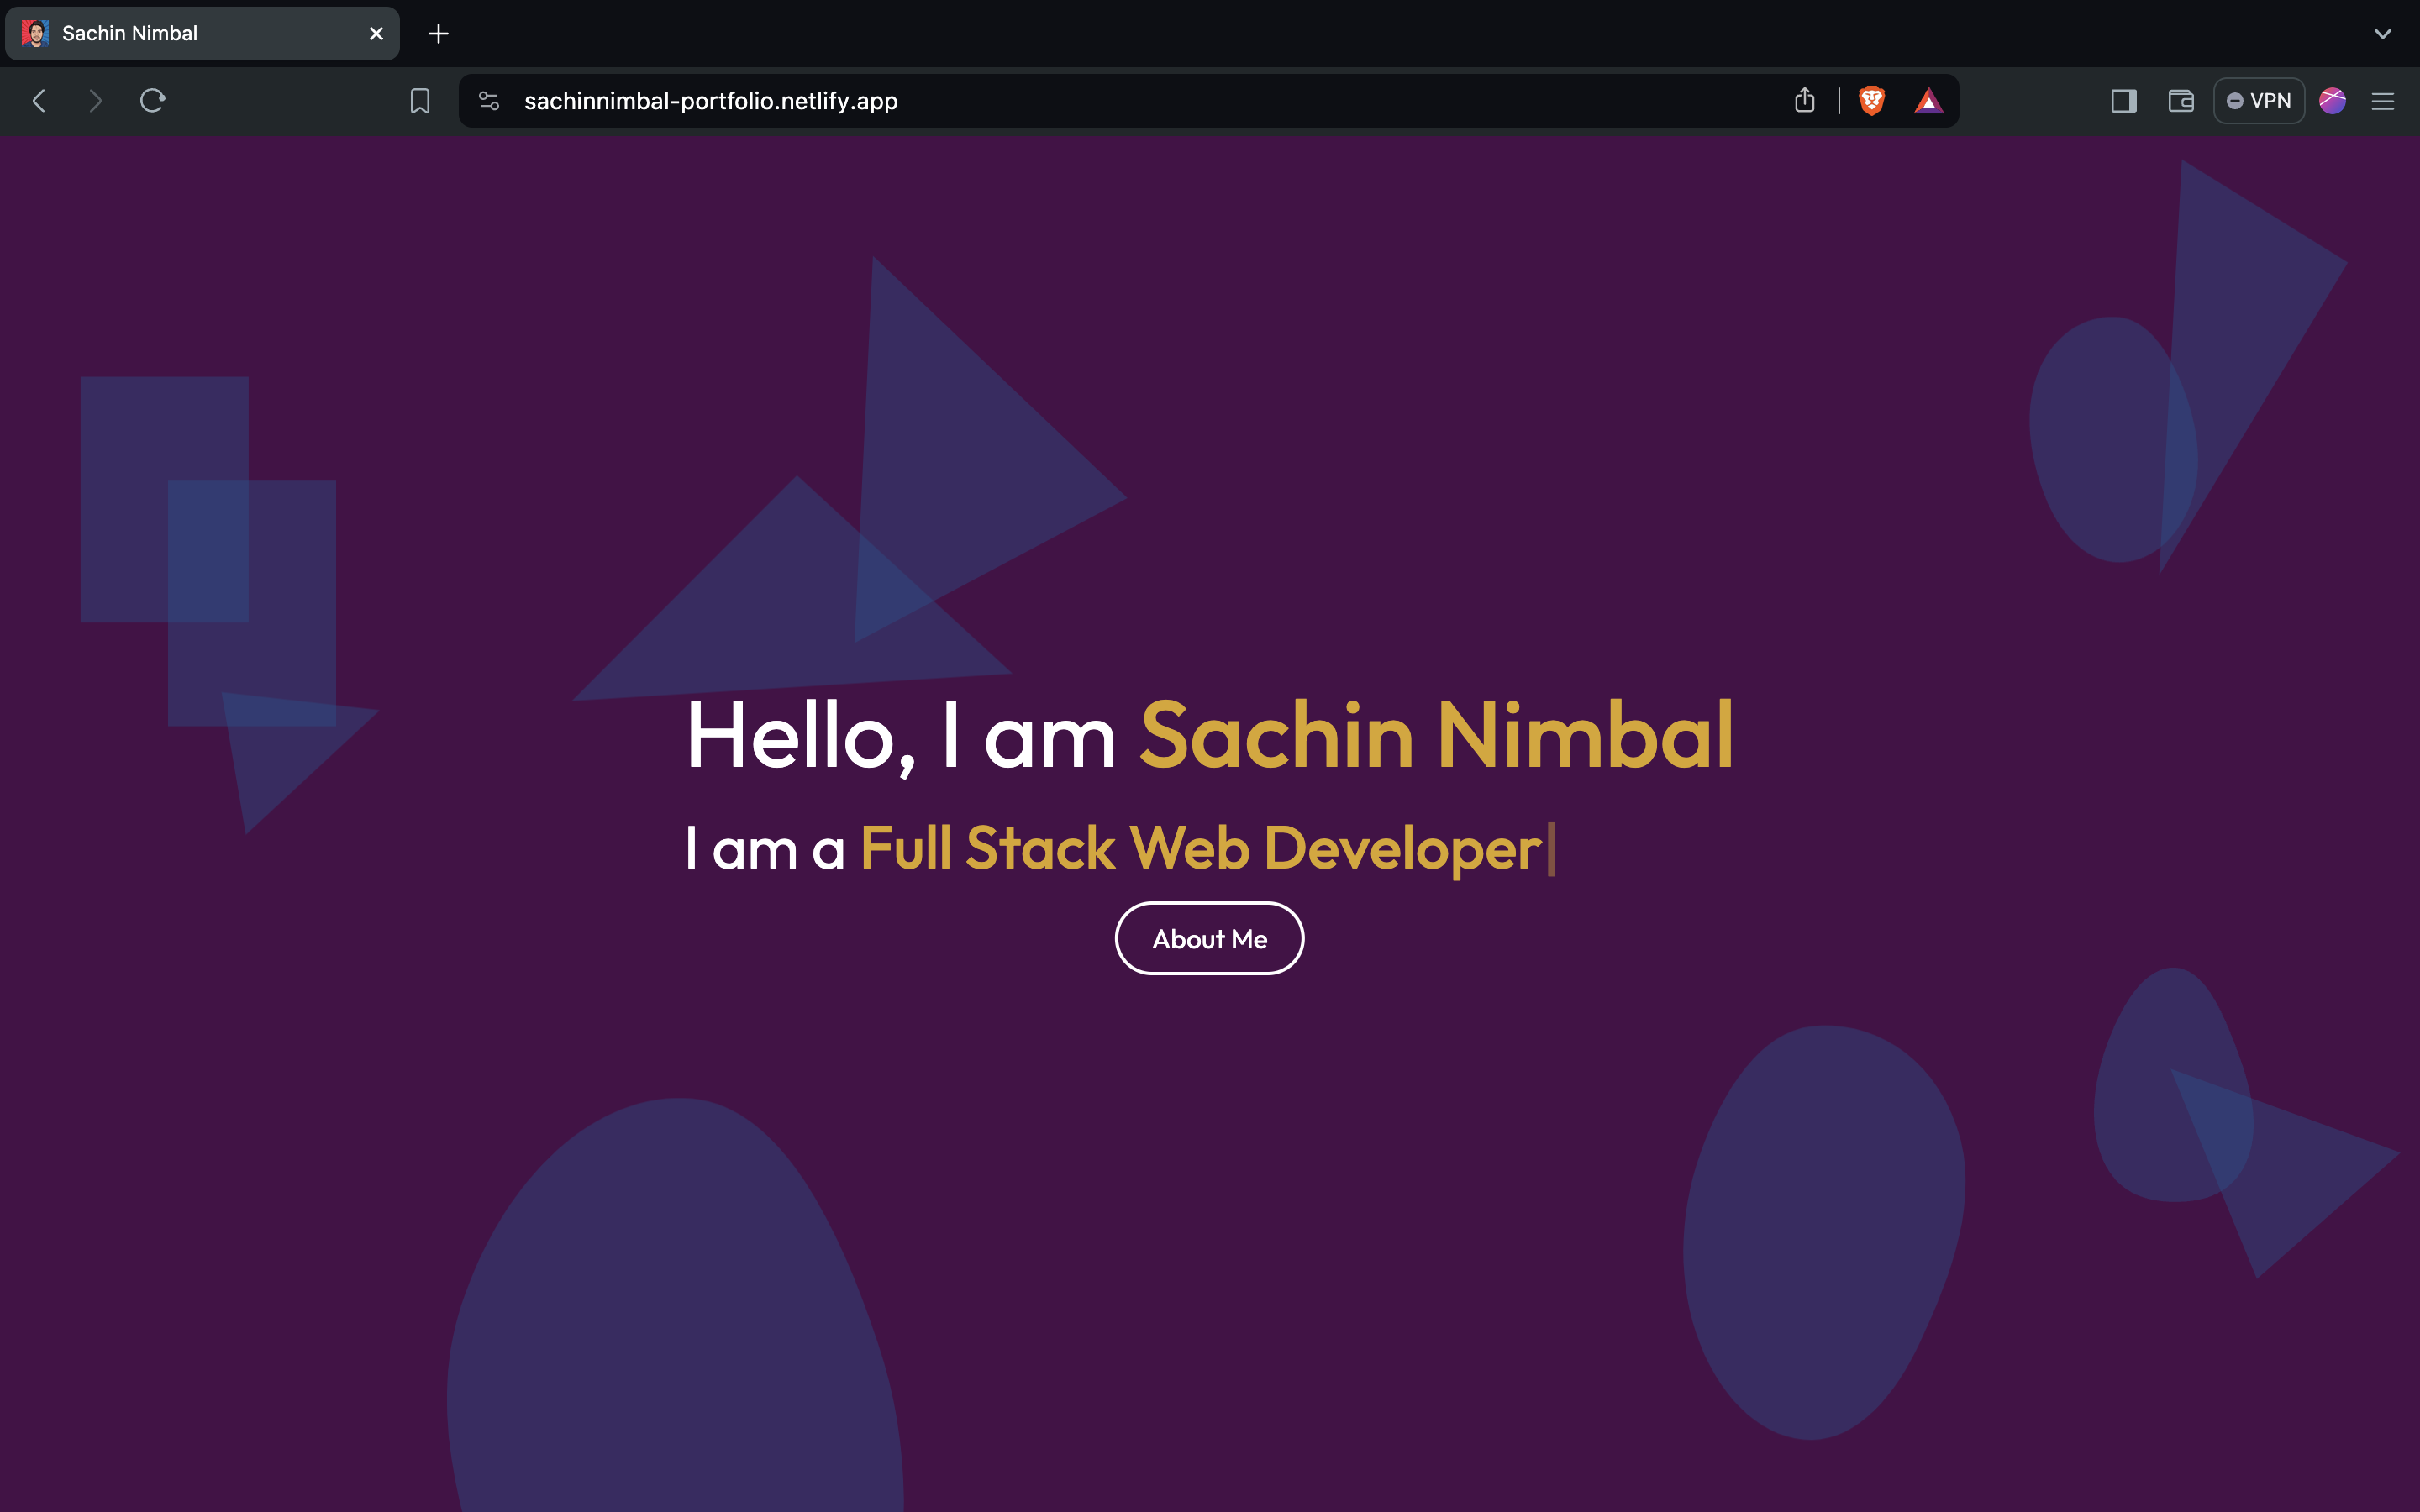 Sachin Nimbal
sachinnimbal-portfolio.netlify.app
VPN
Hello, I am Sachin Nimbal
I am a Full Stack Web Developer
About Me